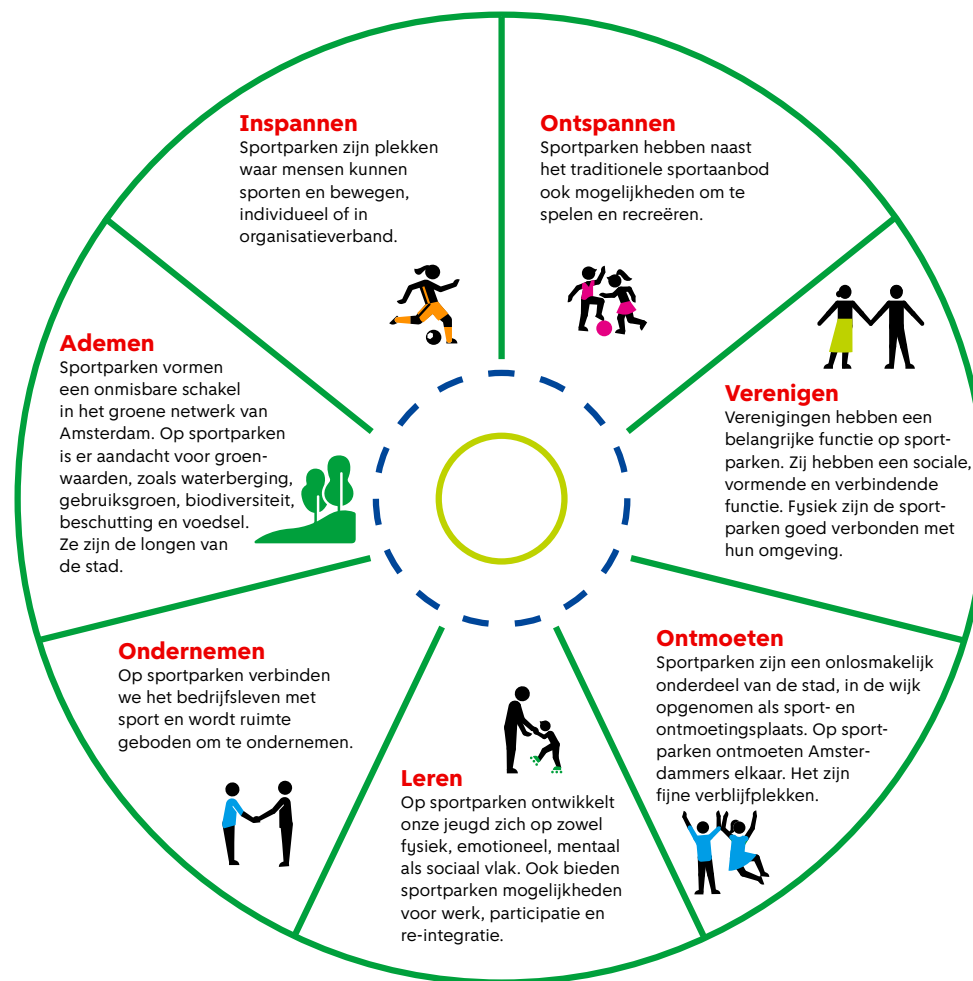 Inspannen
Sportparken zijn plekken
waar mensen kunnen
sporten en bewegen,
individueel of in
organisatieverband.
Ontspannen
Sportparken hebben naast
het traditionele sportaanbod
ook mogelijkheden om te
spelen en recreëren.
Verenigen
Verenigingen hebben een
belangrijke functie op sport-
parken. Zij hebben een sociale,
vormende en verbindende
functie. Fysiek zijn de sport-
parken goed verbonden met
hun omgeving.
Ontmoeten
Sportparken zijn een onlosmakelijk
onderdeel van de stad, in de wijk
opgenomen als sport- en
ontmoetingsplaats. Op sport-
parken ontmoeten Amster-
dammers elkaar. Het zijn
fijne verblijfplekken.
Leren
Op sportparken ontwikkelt
onze jeugd zich op zowel
fysiek, emotioneel, mentaal
als sociaal vlak. Ook bieden
sportparken mogelijkheden
voor werk, participatie en
re-integratie.
Ondernemen
Op sportparken verbinden
we het bedrijfsleven met
sport en wordt ruimte
geboden om te ondernemen.
Ademen
Sportparken vormen
een onmisbare schakel
in het groene netwerk van
Amsterdam. Op sportparken
is er aandacht voor groen-
waarden, zoals waterberging,
gebruiksgroen, biodiversiteit,
beschutting en voedsel.
Ze zijn de longen van
de stad.